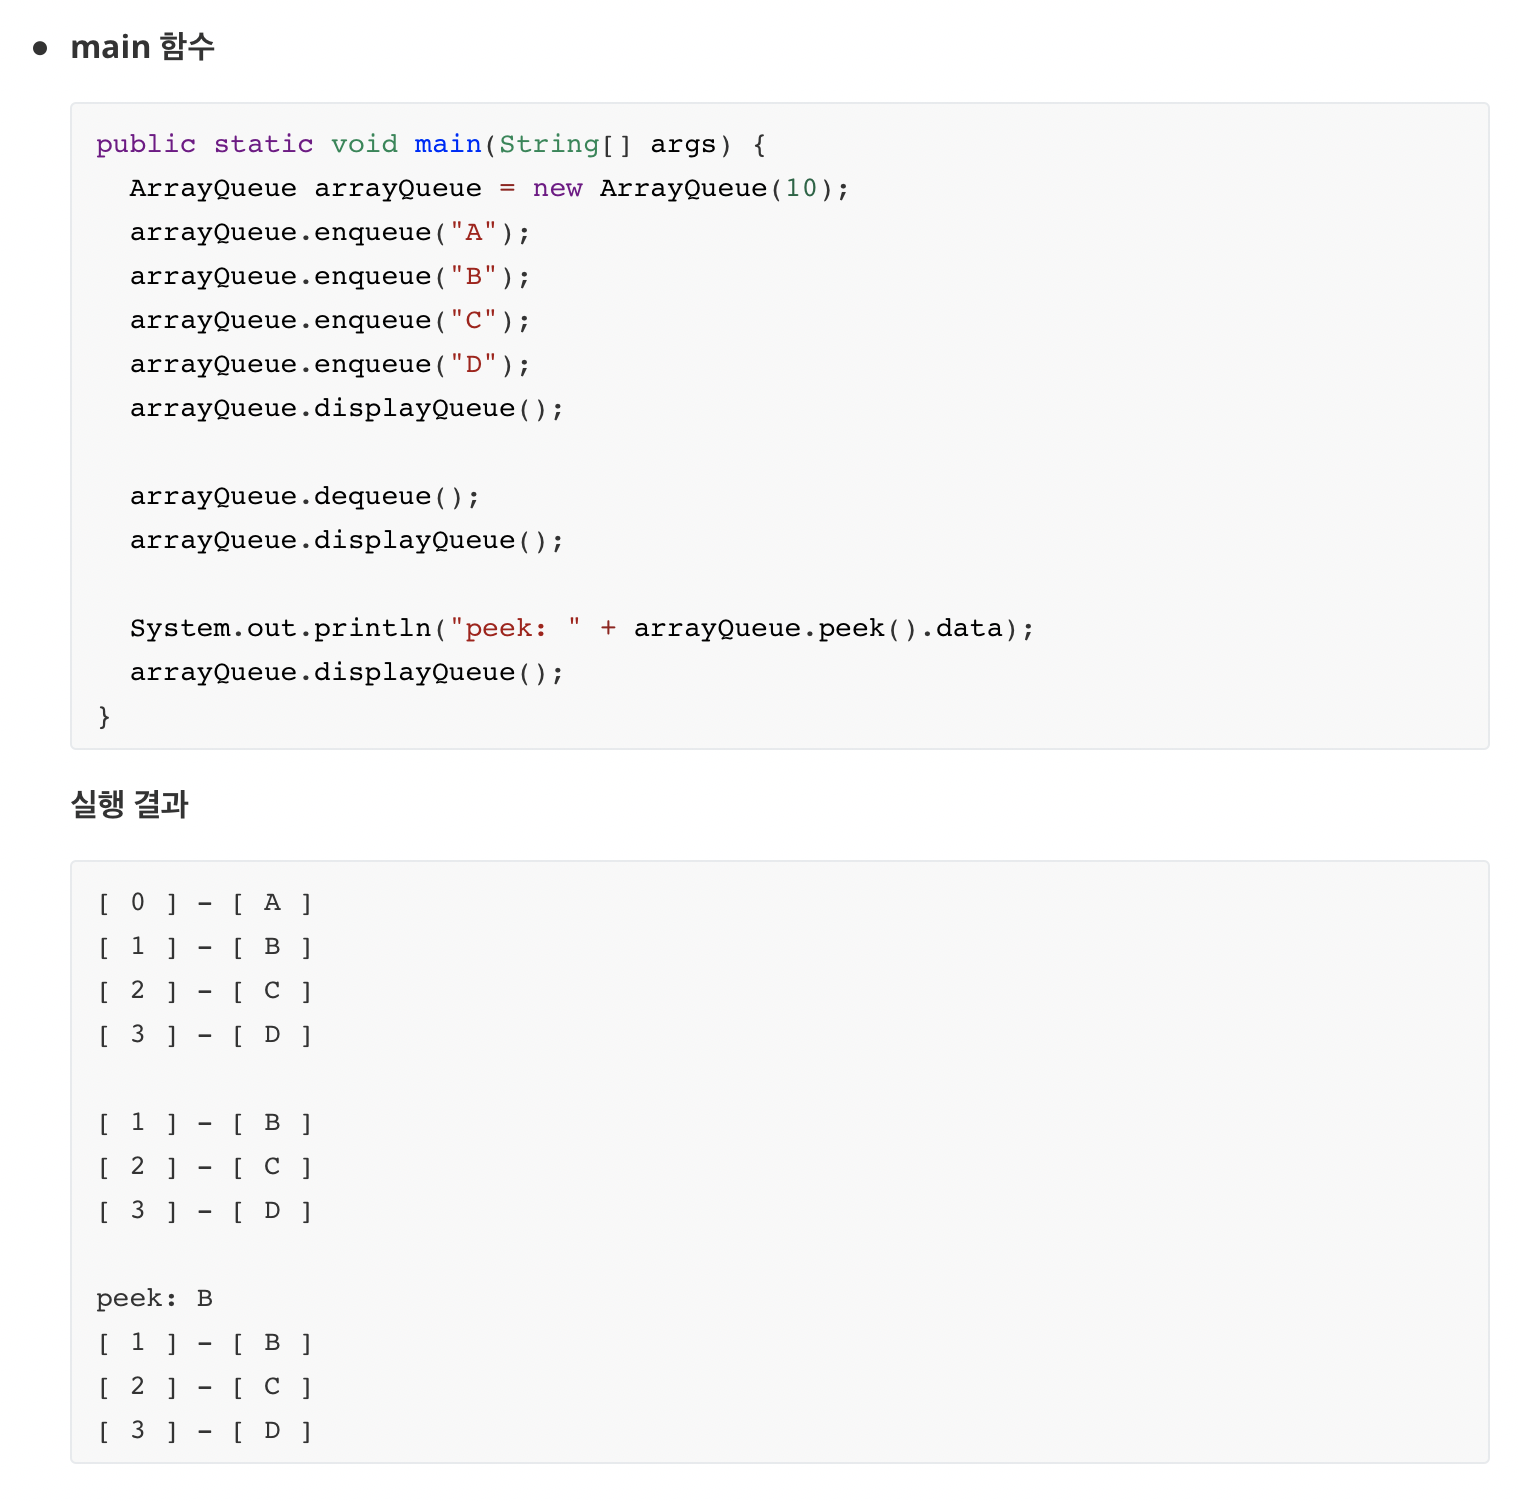 • main 함수
public static void main(String[] args) {
  ArrayQueue arrayQueue = new ArrayQueue(10);
  arrayQueue.enqueue("A");
  arrayQueue.enqueue("B");
  arrayQueue.enqueue("C");
  arrayQueue.enqueue("D");
  arrayQueue.displayQueue();

  arrayQueue.dequeue();
  arrayQueue.displayQueue();

  System.out.println("peek: " + arrayQueue.peek().data);
  arrayQueue.displayQueue();
}
실행 결과
[ 0 ] - [ A ]
[ 1 ] - [ B ]
[ 2 ] - [ C ]
[ 3 ] - [ D ]

[ 1 ] - [ B ]
[ 2 ] - [ C ]
[ 3 ] - [ D ]

peek: B
[ 1 ] - [ B ]
[ 2 ] - [ C ]
[ 3 ] - [ D ]